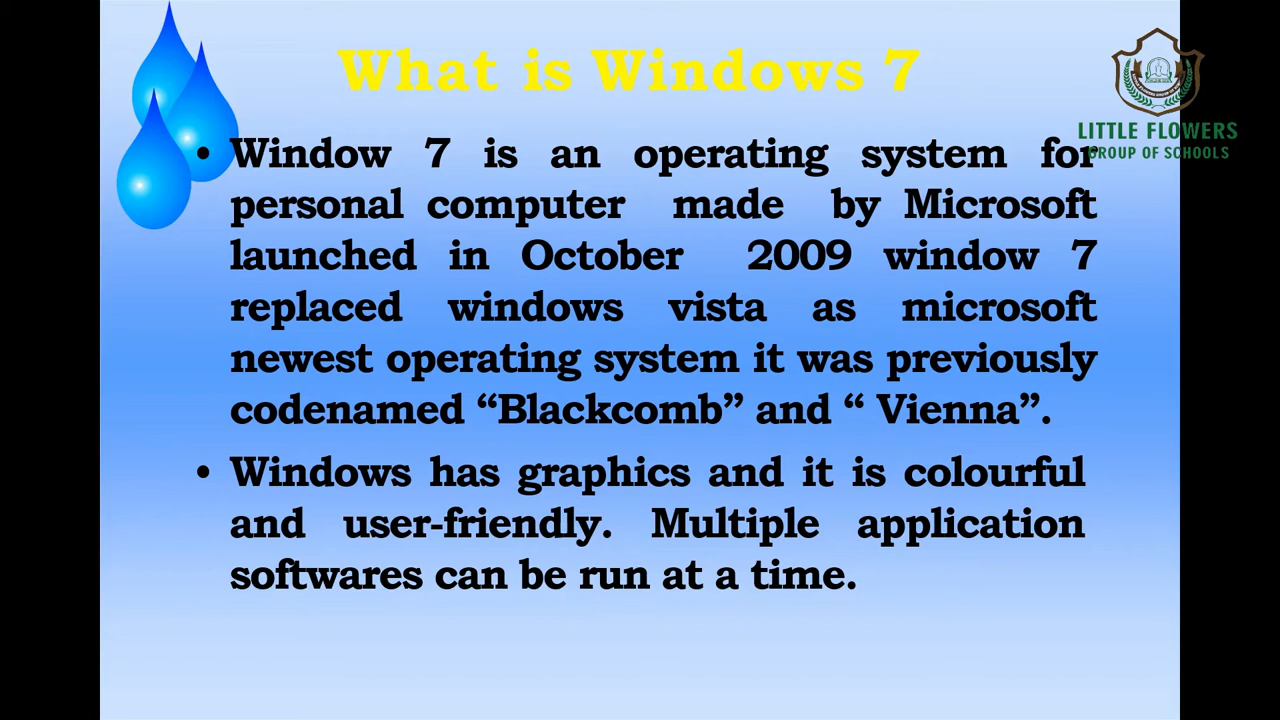 What is Windows 7
LITTLE FLOWERS
GROUP OF SCHOOLS
• Window 7 is an operating system for
personal computer made by Microsoft
launched in October 2009 window 7
replaced windows vista as microsoft
newest operating system it was previously
codenamed “Blackcomb” and “ Vienna”.
• Windows has graphics and it is colourful
and user-friendly. Multiple application
softwares can be run at a time.